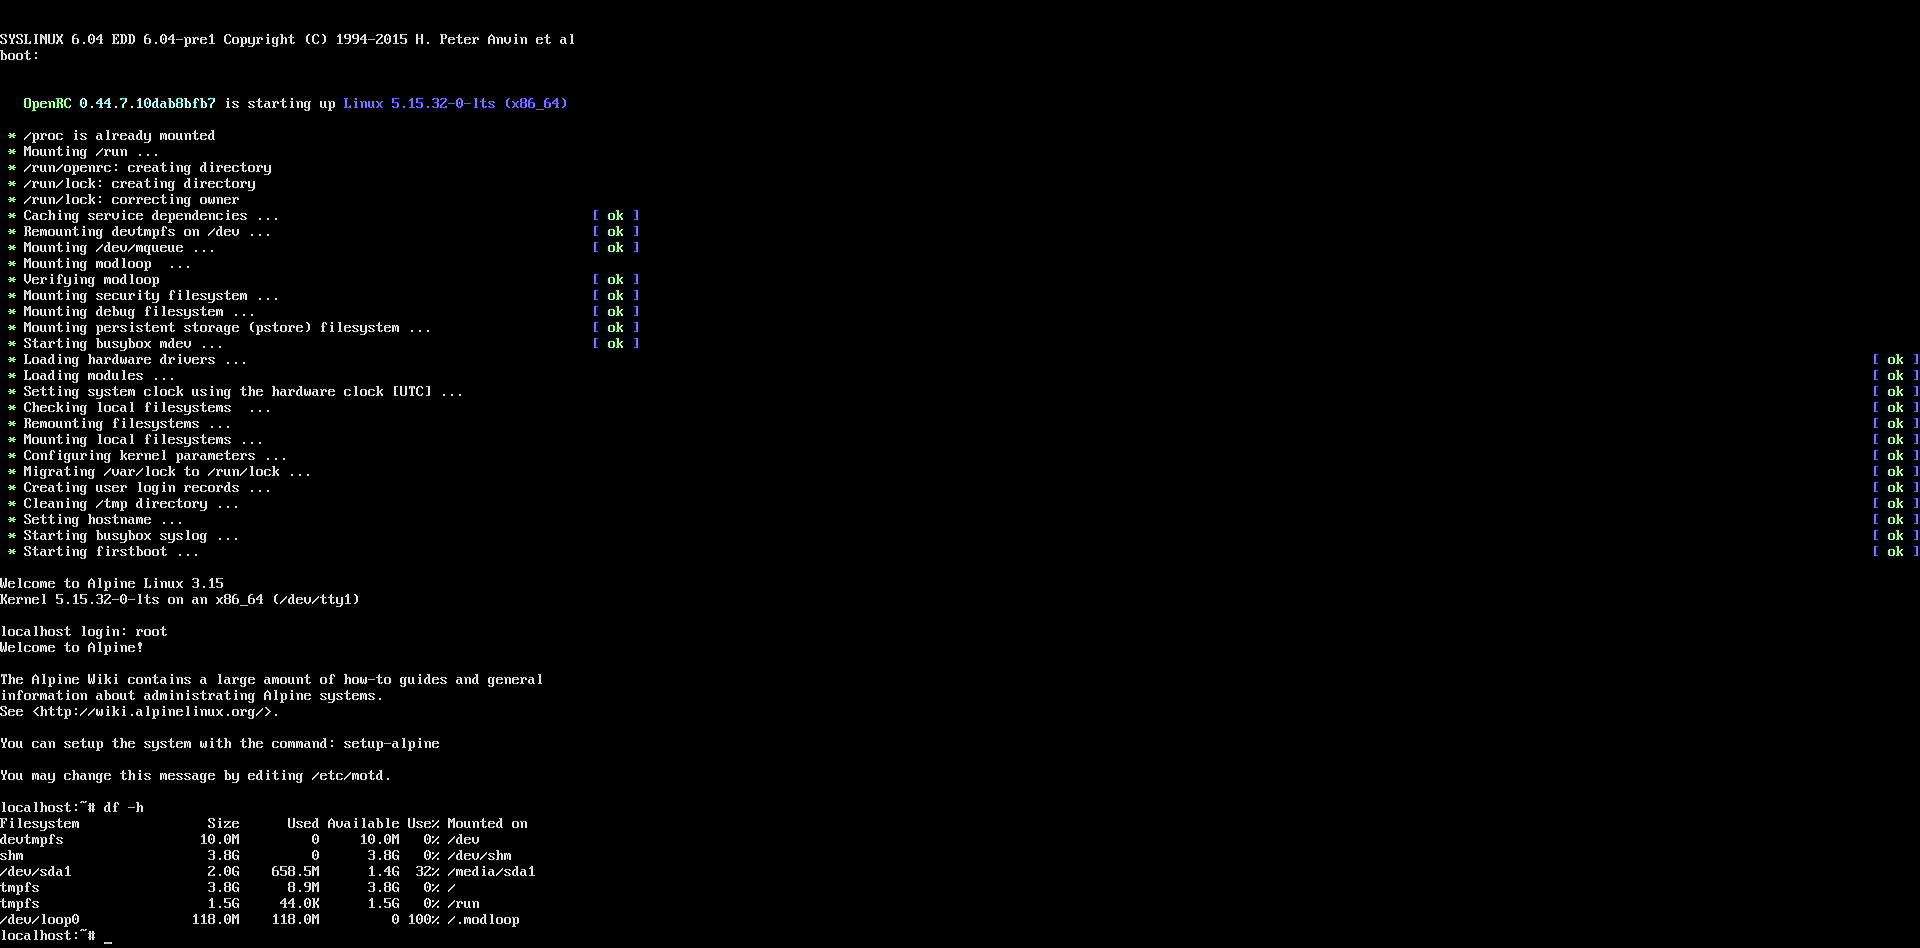 SYSLINUX 6.04 EDD 6.04-pre1 Copyright (C) 1994-2015 H. Peter Anvin et al
boot:
OpenRC 0.44.7.10dab8bfb7 is starting up Linux 5.15.32-0-lts (x86_64)
* /proc is already mounted
* Mounting /run ...
* /run/openrc: creating directory
* /run/lock: creating directory
* /run/lock: correcting owner
* Caching service dependencies ... [ ok ]
* Remounting devtmpfs on /dev ... [ ok ]
* Mounting /dev/mqueue ... [ ok ]
* Mounting modloop  ...
* Verifying modloop [ ok ]
* Mounting security filesystem ... [ ok ]
* Mounting debug filesystem ... [ ok ]
* Mounting persistent storage (pstore) filesystem ... [ ok ]
* Starting busybox mdev ... [ ok ]
* Loading hardware drivers ... [ ok ]
* Loading modules ... [ ok ]
* Setting system clock using the hardware clock [UTC] ... [ ok ]
* Checking local filesystems  ... [ ok ]
* Remounting filesystems ... [ ok ]
* Mounting local filesystems ... [ ok ]
* Configuring kernel parameters ... [ ok ]
* Migrating /var/lock to /run/lock ... [ ok ]
* Creating user login records ... [ ok ]
* Cleaning /tmp directory ... [ ok ]
* Setting hostname ... [ ok ]
* Starting busybox syslog ... [ ok ]
* Starting firstboot ... [ ok ]
Welcome to Alpine Linux 3.15
Kernel 5.15.32-0-lts on an x86_64 (/dev/tty1)
localhost login: root
Welcome to Alpine!
The Alpine Wiki contains a large amount of how-to guides and general
information about administrating Alpine systems.
See <http://wiki.alpinelinux.org/>.
You can setup the system with the command: setup-alpine
You may change this message by editing /etc/motd.
localhost:~# df -h
Filesystem Size Used Available Use% Mounted on
devtmpfs 10.0M 0 10.0M 0% /dev
shm 3.8G 0 3.8G 0% /dev/shm
/dev/sda1 2.0G 658.5M 1.4G 32% /media/sda1
tmpfs 3.8G 8.9M 3.8G 0% /
tmpfs 1.5G 44.0K 1.5G 0% /run
/dev/loop0 118.0M 118.0M 0 100% /.modloop
localhost:~# _